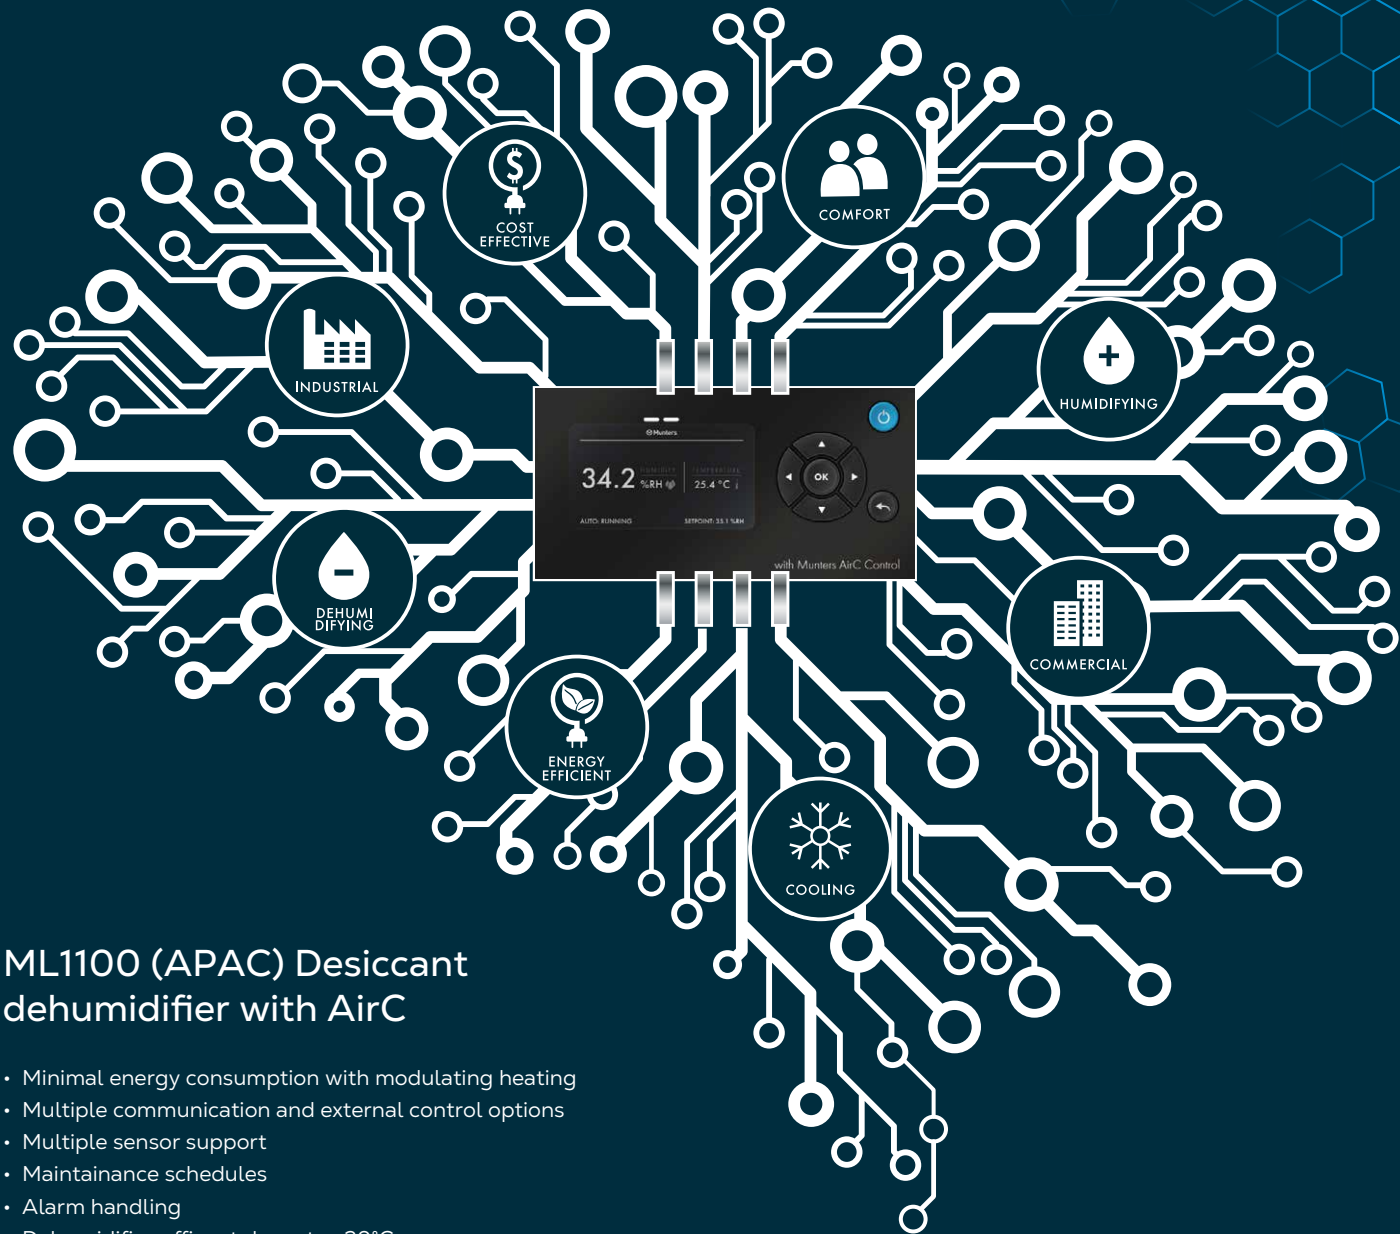 COST
EFFECTIVE
COMFORT
INDUSTRIAL
HUMIDIFYING
Munters
34.2 %RH
HUMIDITY
TEMPERATURE
25.4 °C
AUTO: RUNNING
SETPOINT: 35.1 %RH
OK
with Munters AirC Control
DEHUMI
DIFYING
COMMERCIAL
ENERGY
EFFICIENT
COOLING
ML1100 (APAC) Desiccant
dehumidifier with AirC
• Minimal energy consumption with modulating heating
• Multiple communication and external control options
• Multiple sensor support
• Maintainance schedules
• Alarm handling